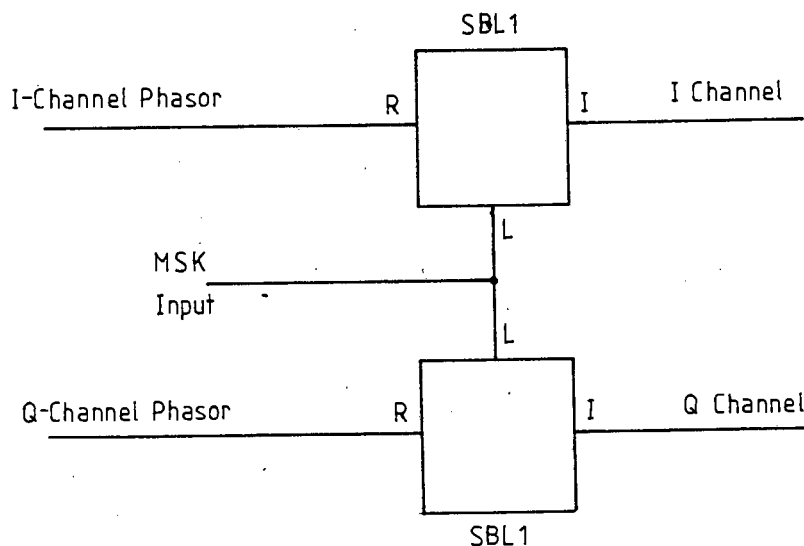 SBL1
I-Channel Phasor
R
I
I Channel
L
MSK
Input
L
Q-Channel Phasor
R
I
Q Channel
SBL1